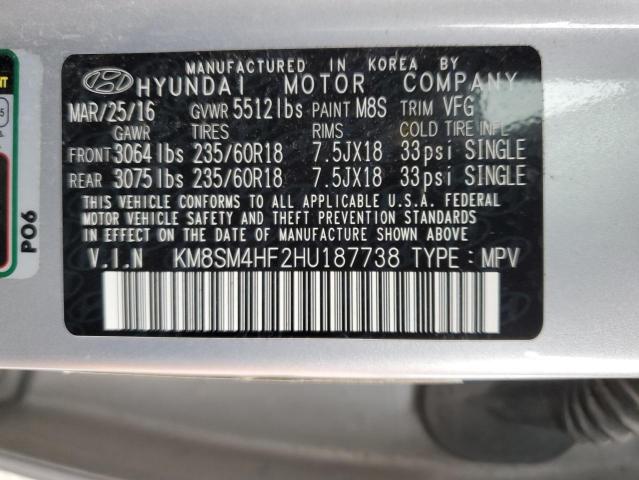 MANUFACTURED IN KOREA BY
HYUNDAI MOTOR COMPANY
MAR/25/16 GVWR 5512lbs PAINT M8S TRIM VFG
GAWR TIRES RIMS COLD TIRE INFL
FRONT 3064lbs 235/60R18 7.5JX18 33psi SINGLE
REAR 3075lbs 235/60R18 7.5JX18 33psi SINGLE
THIS VEHICLE CONFORMS TO ALL APPLICABLE U.S.A. FEDERAL
MOTOR VEHICLE SAFETY AND THEFT PREVENTION STANDARDS
IN EFFECT ON THE DATE OF MANUFACTURE SHOWN ABOVE
V.I.N KM8SM4HF2HU187738 TYPE : MPV
P06